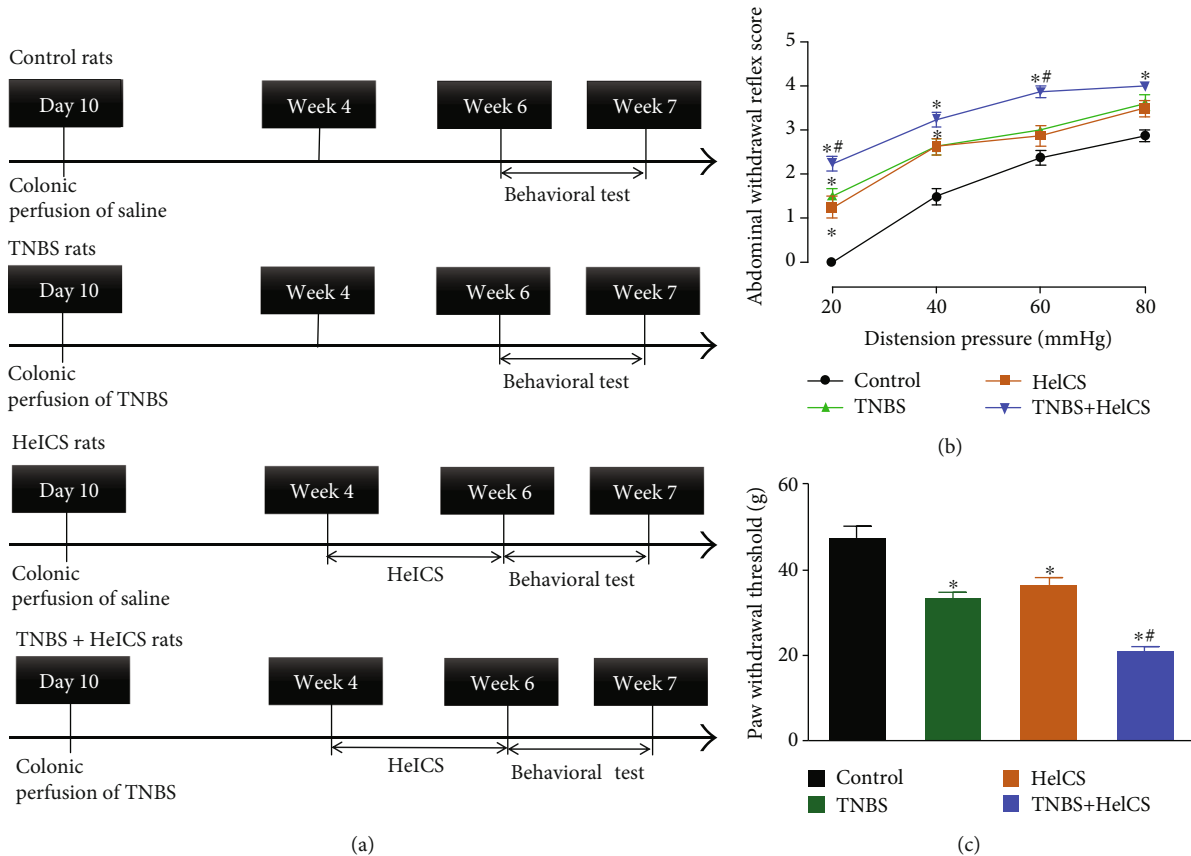 Control rats
Day 10
Week 4
Week 6
Week 7
Colonic
perfusion of saline
Behavioral test
TNBS rats
Day 10
Week 4
Week 6
Week 7
Colonic
perfusion of TNBS
Behavioral test
HeICS rats
Day 10
Week 4
Week 6
Week 7
Colonic
perfusion of saline
HeICS
Behavioral test
TNBS + HeICS rats
Day 10
Week 4
Week 6
Week 7
Colonic
perfusion of TNBS
HeICS
Behavioral test
(a)
Abdominal withdrawal reflex score
5
4
3
2
1
0
*#
*
*
*
*
*#
*
20
40
60
80
Distension pressure (mmHg)
Control
TNBS
HelCS
TNBS+HelCS
(b)
Paw withdrawal threshold (g)
60
40
20
0
*
*
*#
Control
TNBS
HelCS
TNBS+HelCS
(c)